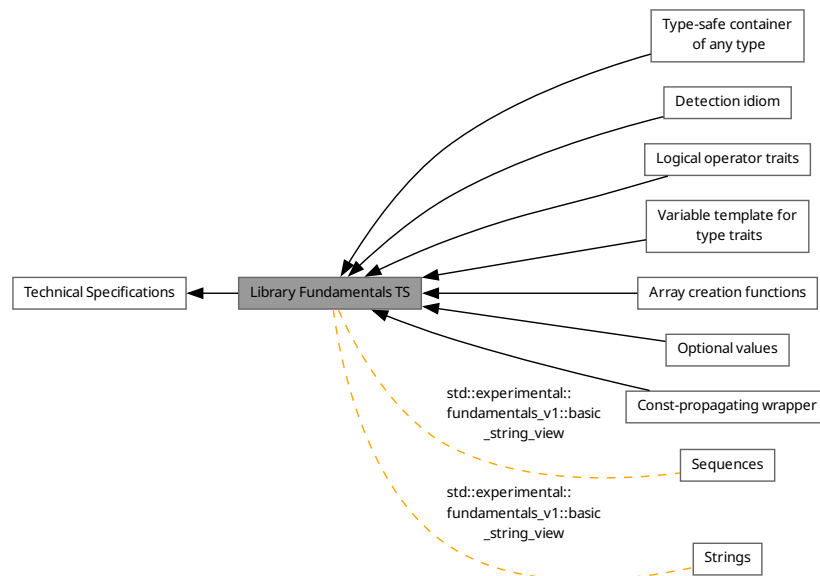 Type-safe container
of any type
Detection idiom
Logical operator traits
Variable template for
type traits
Technical Specifications
Library Fundamentals TS
Array creation functions
Optional values
Const-propagating wrapper
std::experimental::
fundamentals_v1::basic
_string_view
Sequences
std::experimental::
fundamentals_v1::basic
_string_view
Strings